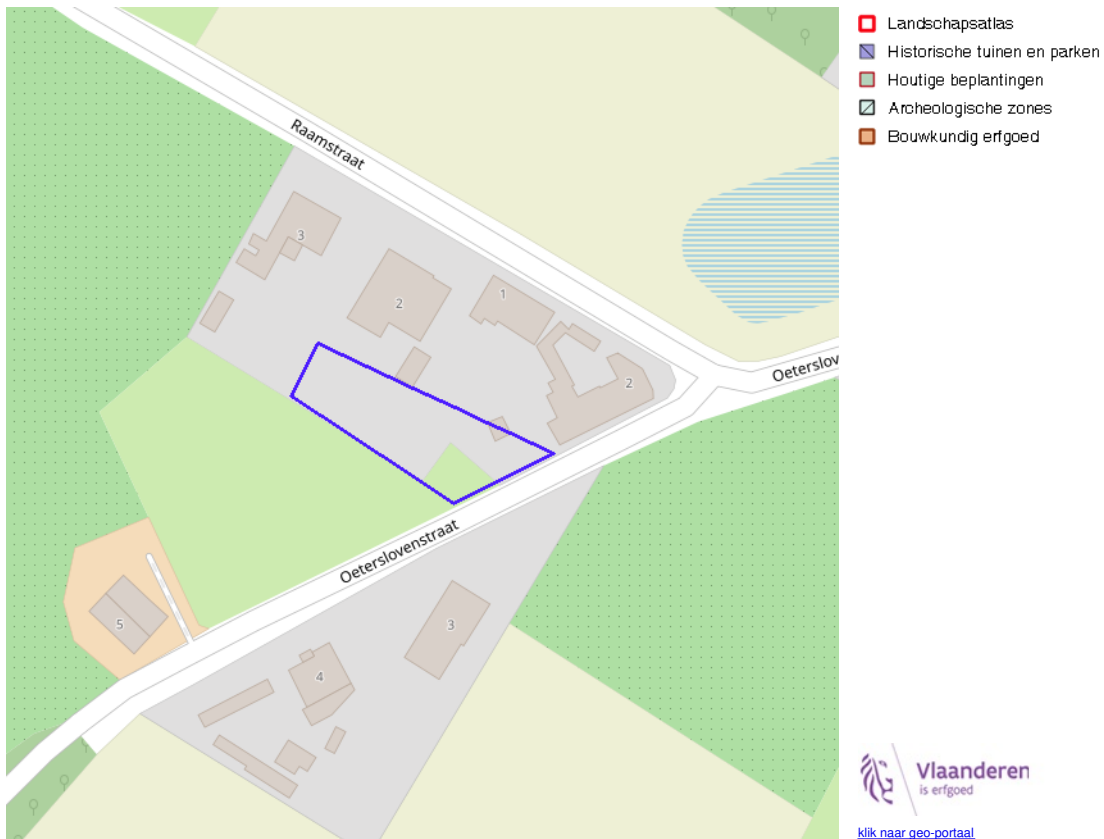 Raamstraat
3
2
1
2
Oeterslov
Oeterslovenstraat
5
3
4
Landschapsatlas
Historische tuinen en parken
Houtige beplantingen
Archeologische zones
Bouwkundig erfgoed
Vlaanderen
is erfgoed
klik naar geo-portaal